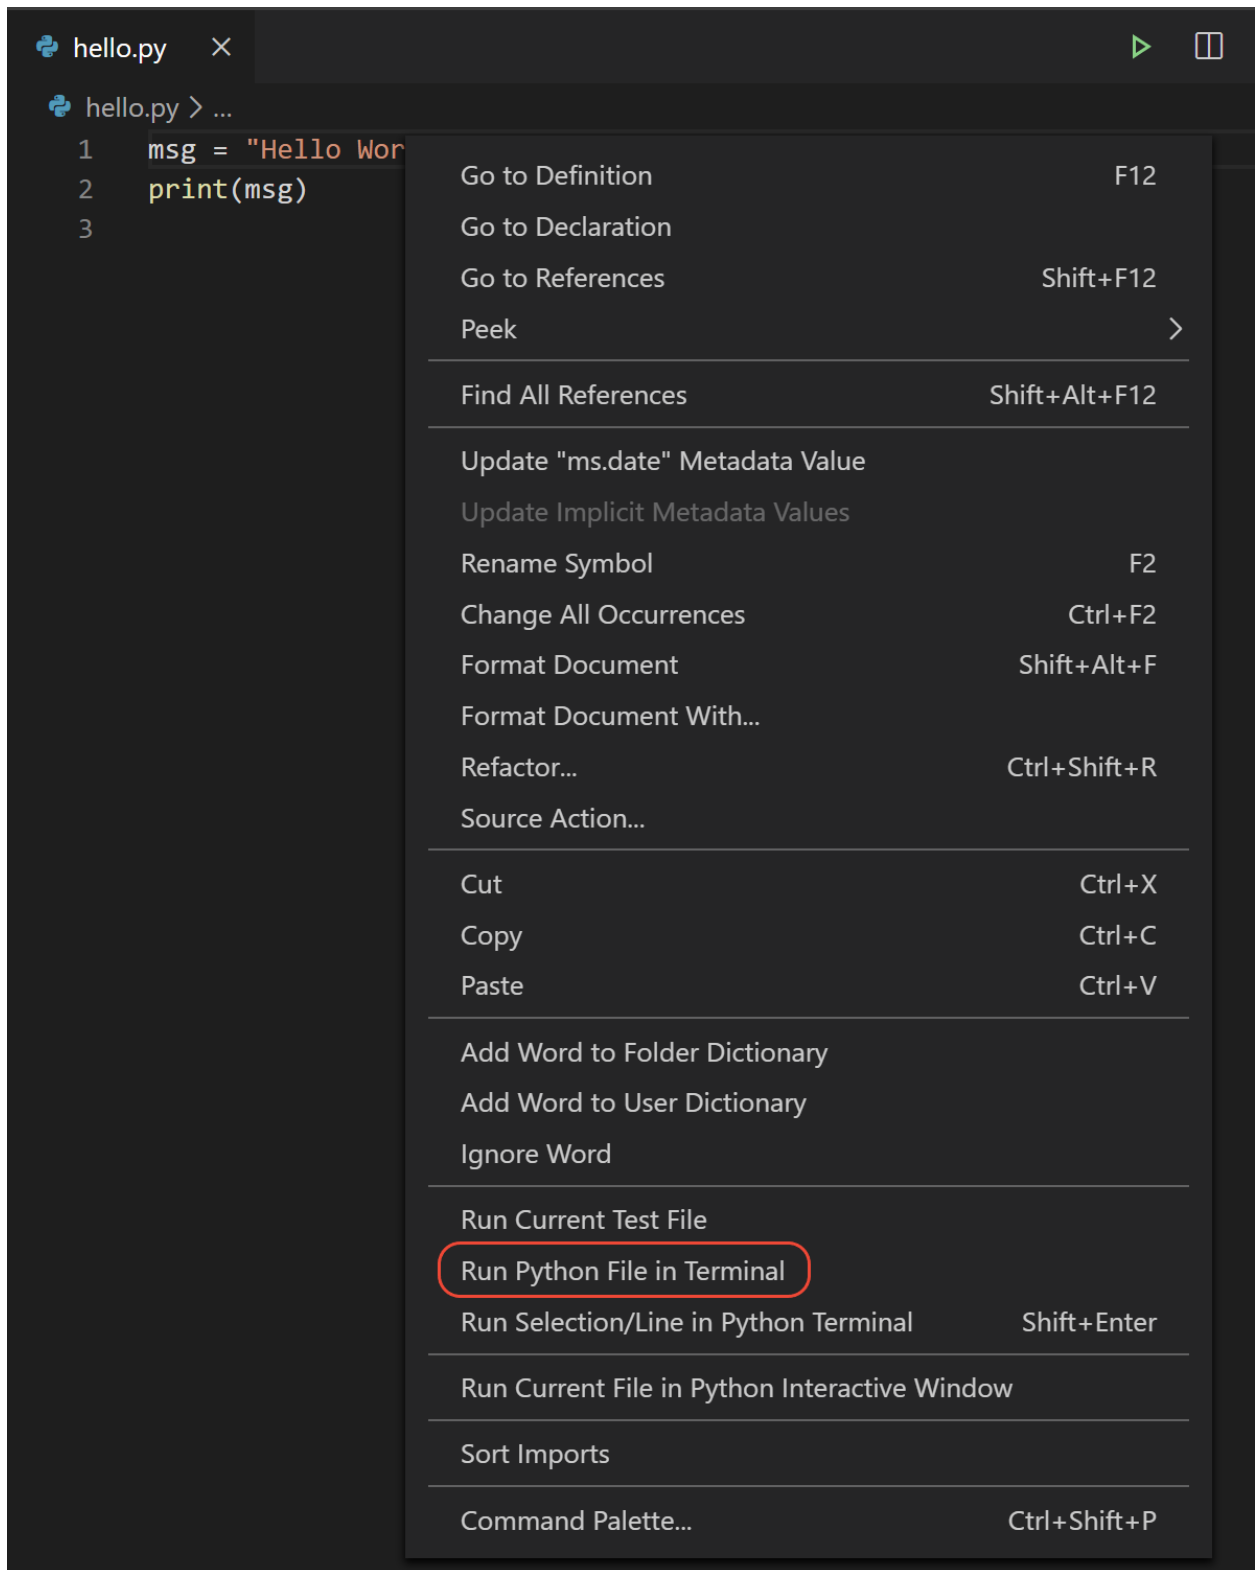 hello.py
hello.py > ...
1 msg = "Hello Wor
2 print(msg)
3
Go to Definition F12
Go to Declaration
Go to References Shift+F12
Peek >
Find All References Shift+Alt+F12
Update "ms.date" Metadata Value
Update Implicit Metadata Values
Rename Symbol F2
Change All Occurrences Ctrl+F2
Format Document Shift+Alt+F
Format Document With...
Refactor... Ctrl+Shift+R
Source Action...
Cut Ctrl+X
Copy Ctrl+C
Paste Ctrl+V
Add Word to Folder Dictionary
Add Word to User Dictionary
Ignore Word
Run Current Test File
Run Python File in Terminal
Run Selection/Line in Python Terminal Shift+Enter
Run Current File in Python Interactive Window
Sort Imports
Command Palette... Ctrl+Shift+P